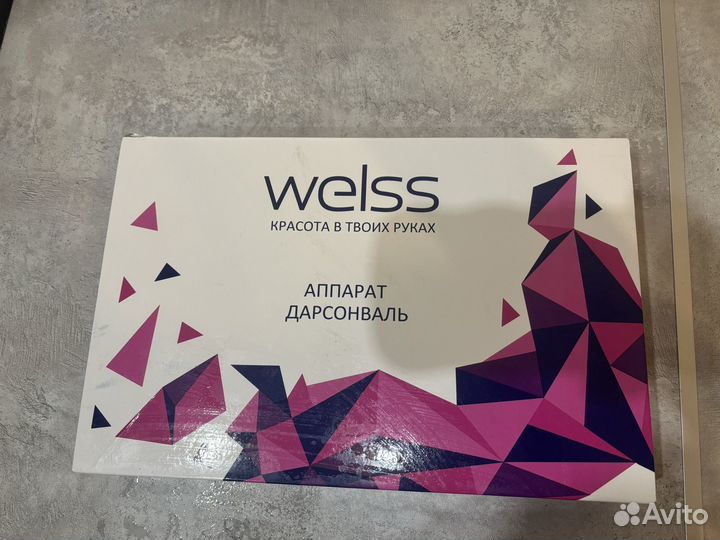 welss
КРАСОТА В ТВОИХ РУКАХ
АППАРАТ
ДАРСОНВАЛЬ
Avito